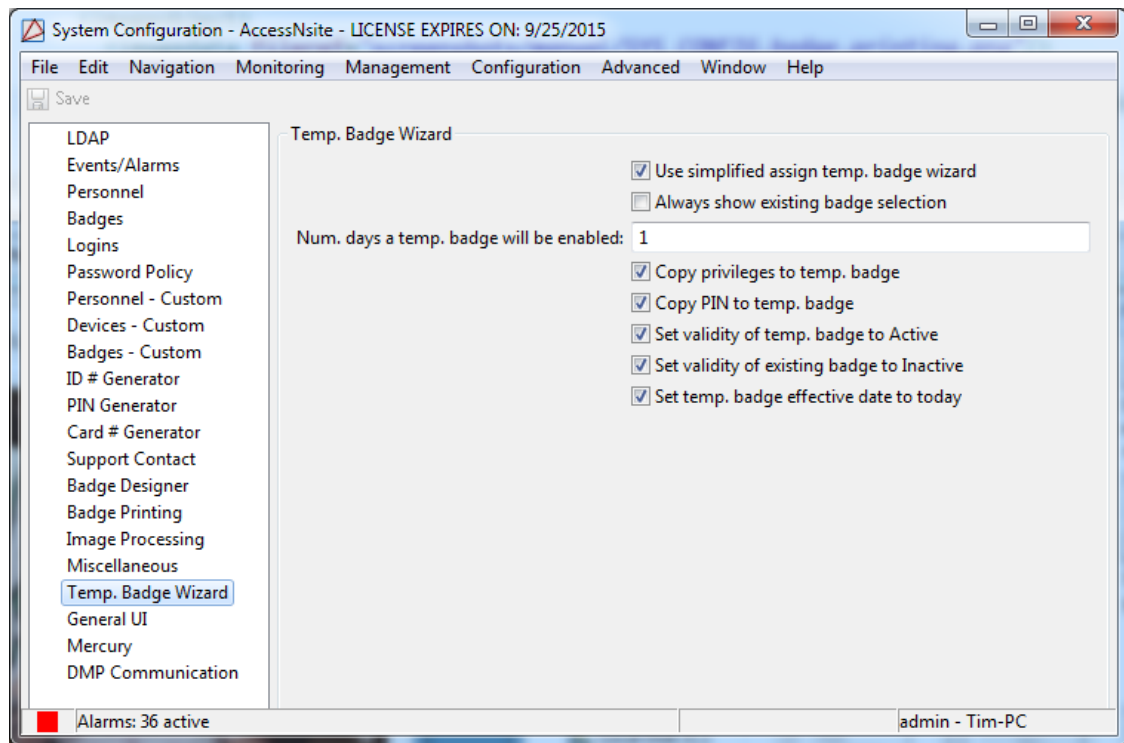 System Configuration - AccessNsite - LICENSE EXPIRES ON: 9/25/2015
File Edit Navigation Monitoring Management Configuration Advanced Window Help
Save
LDAP
Events/Alarms
Personnel
Badges
Logins
Password Policy
Personnel - Custom
Devices - Custom
Badges - Custom
ID # Generator
PIN Generator
Card # Generator
Support Contact
Badge Designer
Badge Printing
Image Processing
Miscellaneous
Temp. Badge Wizard
General UI
Mercury
DMP Communication
Temp. Badge Wizard
Use simplified assign temp. badge wizard
Always show existing badge selection
Num. days a temp. badge will be enabled: 1
Copy privileges to temp. badge
Copy PIN to temp. badge
Set validity of temp. badge to Active
Set validity of existing badge to Inactive
Set temp. badge effective date to today
Alarms: 36 active
admin - Tim-PC